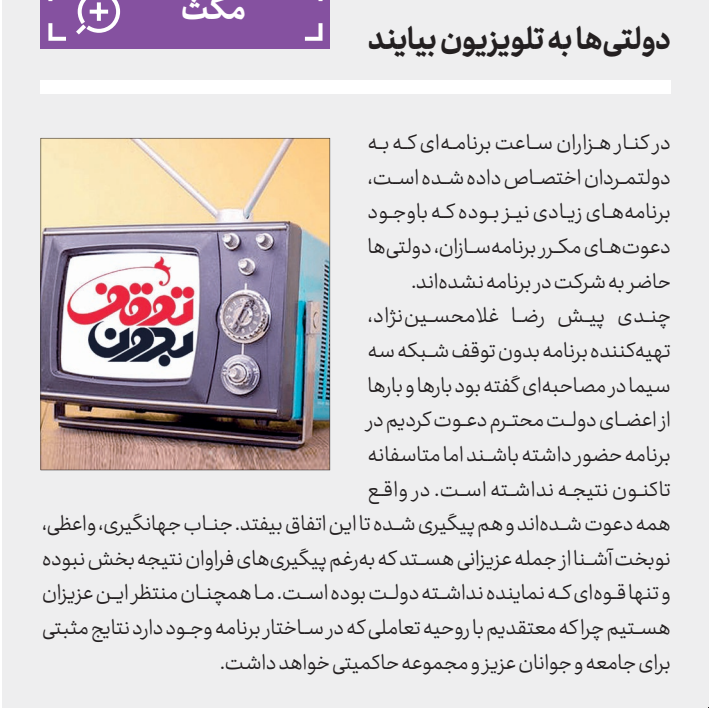 مکث
دولتی‌ها به تلویزیون بیایند
در کنار هزاران ساعت برنامه‌ای که به
دولتمردان اختصاص داده شده است،
برنامه‌های زیادی نیز بوده که باوجود
دعوت‌های مکرر برنامه‌سازان، دولتی‌ها
حاضر به شرکت در برنامه نشده‌اند.
چندی پیش رضا غلامحسین‌نژاد،
تهیه‌کننده برنامه بدون توقف شبکه سه
سیما در مصاحبه‌ای گفته بود بارها و بارها
از اعضای دولت محترم دعوت کردیم در
برنامه حضور داشته باشند اما متاسفانه
تاکنون نتیجه نداشته است. در واقع
همه دعوت شده‌اند و هم پیگیری شده تا این اتفاق بیفتد. جناب جهانگیری، واعظی،
نوبخت آشنا از جمله عزیزانی هستد که به‌رغم پیگیری‌های فراوان نتیجه بخش نبوده
و تنها قوه‌ای که نماینده نداشته دولت بوده است. ما همچنان منتظر این عزیزان
هستیم چراکه معتقدیم با روحیه تعاملی که در ساختار برنامه وجود دارد نتایج مثبتی
برای جامعه و جوانان عزیز و مجموعه حاکمیتی خواهد داشت.
توقف
بدون